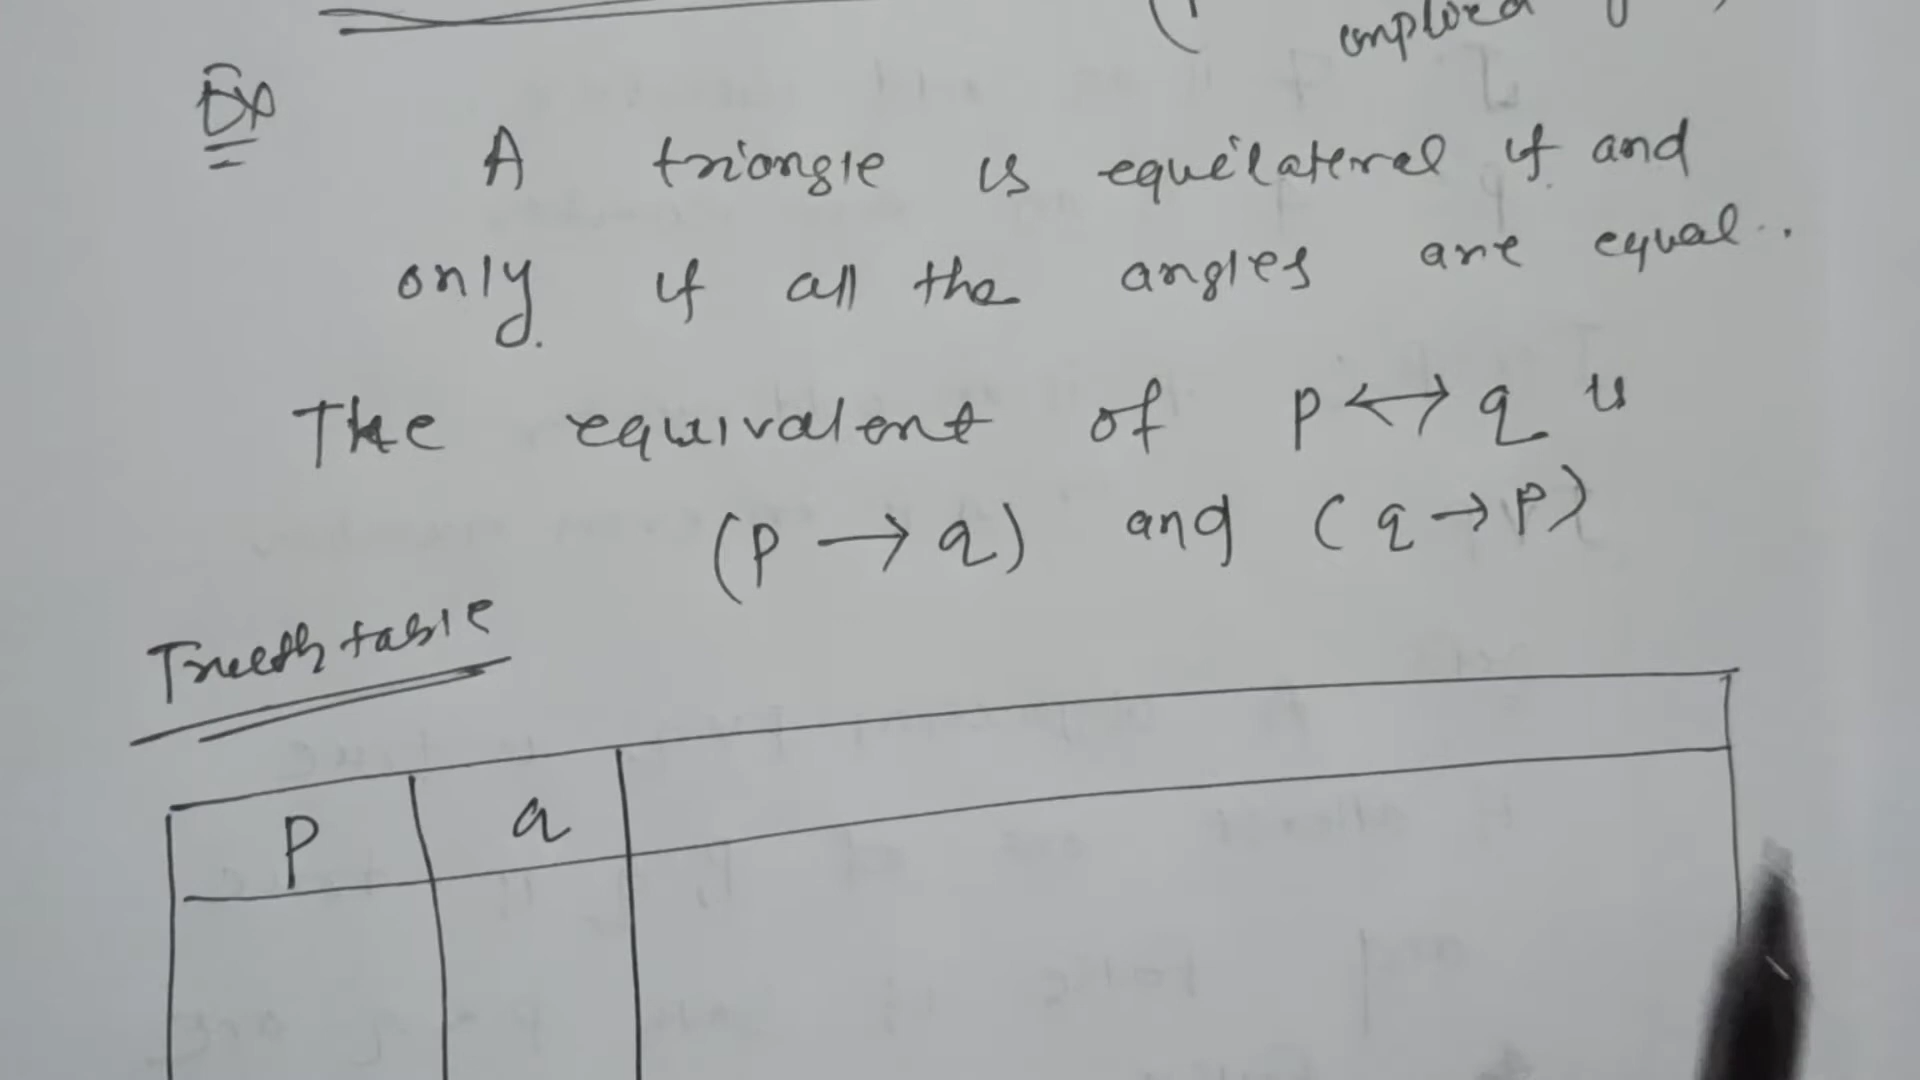 Ex
A triangle is equilateral if and
only if all the angles are equal.
The equivalent of p ↔ q is
(p → q) and (q → p)
Truth table
P q